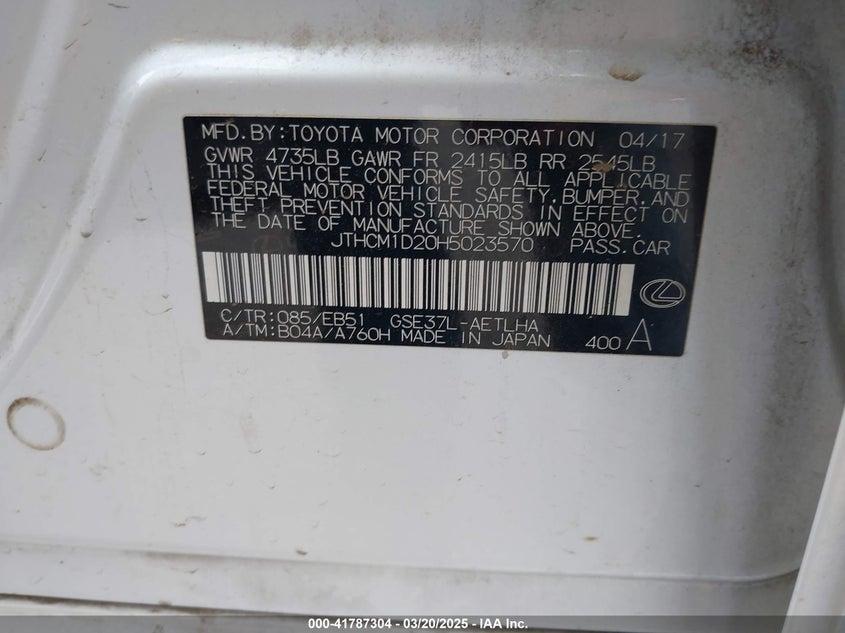 MFD.BY:TOYOTA MOTOR CORPORATION 04/17
GVWR 4735LB GAWR FR 2415LB RR 2545LB
THIS VEHICLE CONFORMS TO ALL APPLICABLE
FEDERAL MOTOR VEHICLE SAFETY,BUMPER,AND
THEFT PREVENTION STANDARDS IN EFFECT ON
THE DATE OF MANUFACTURE SHOWN ABOVE.
JTHCM1D20H5023570 PASS.CAR
C/TR:085/EB51 GSE37L-AETLHA
A/TM:B04A/A760H MADE IN JAPAN 400 A
000-41787304 — 03/20/2025 — IAA Inc.